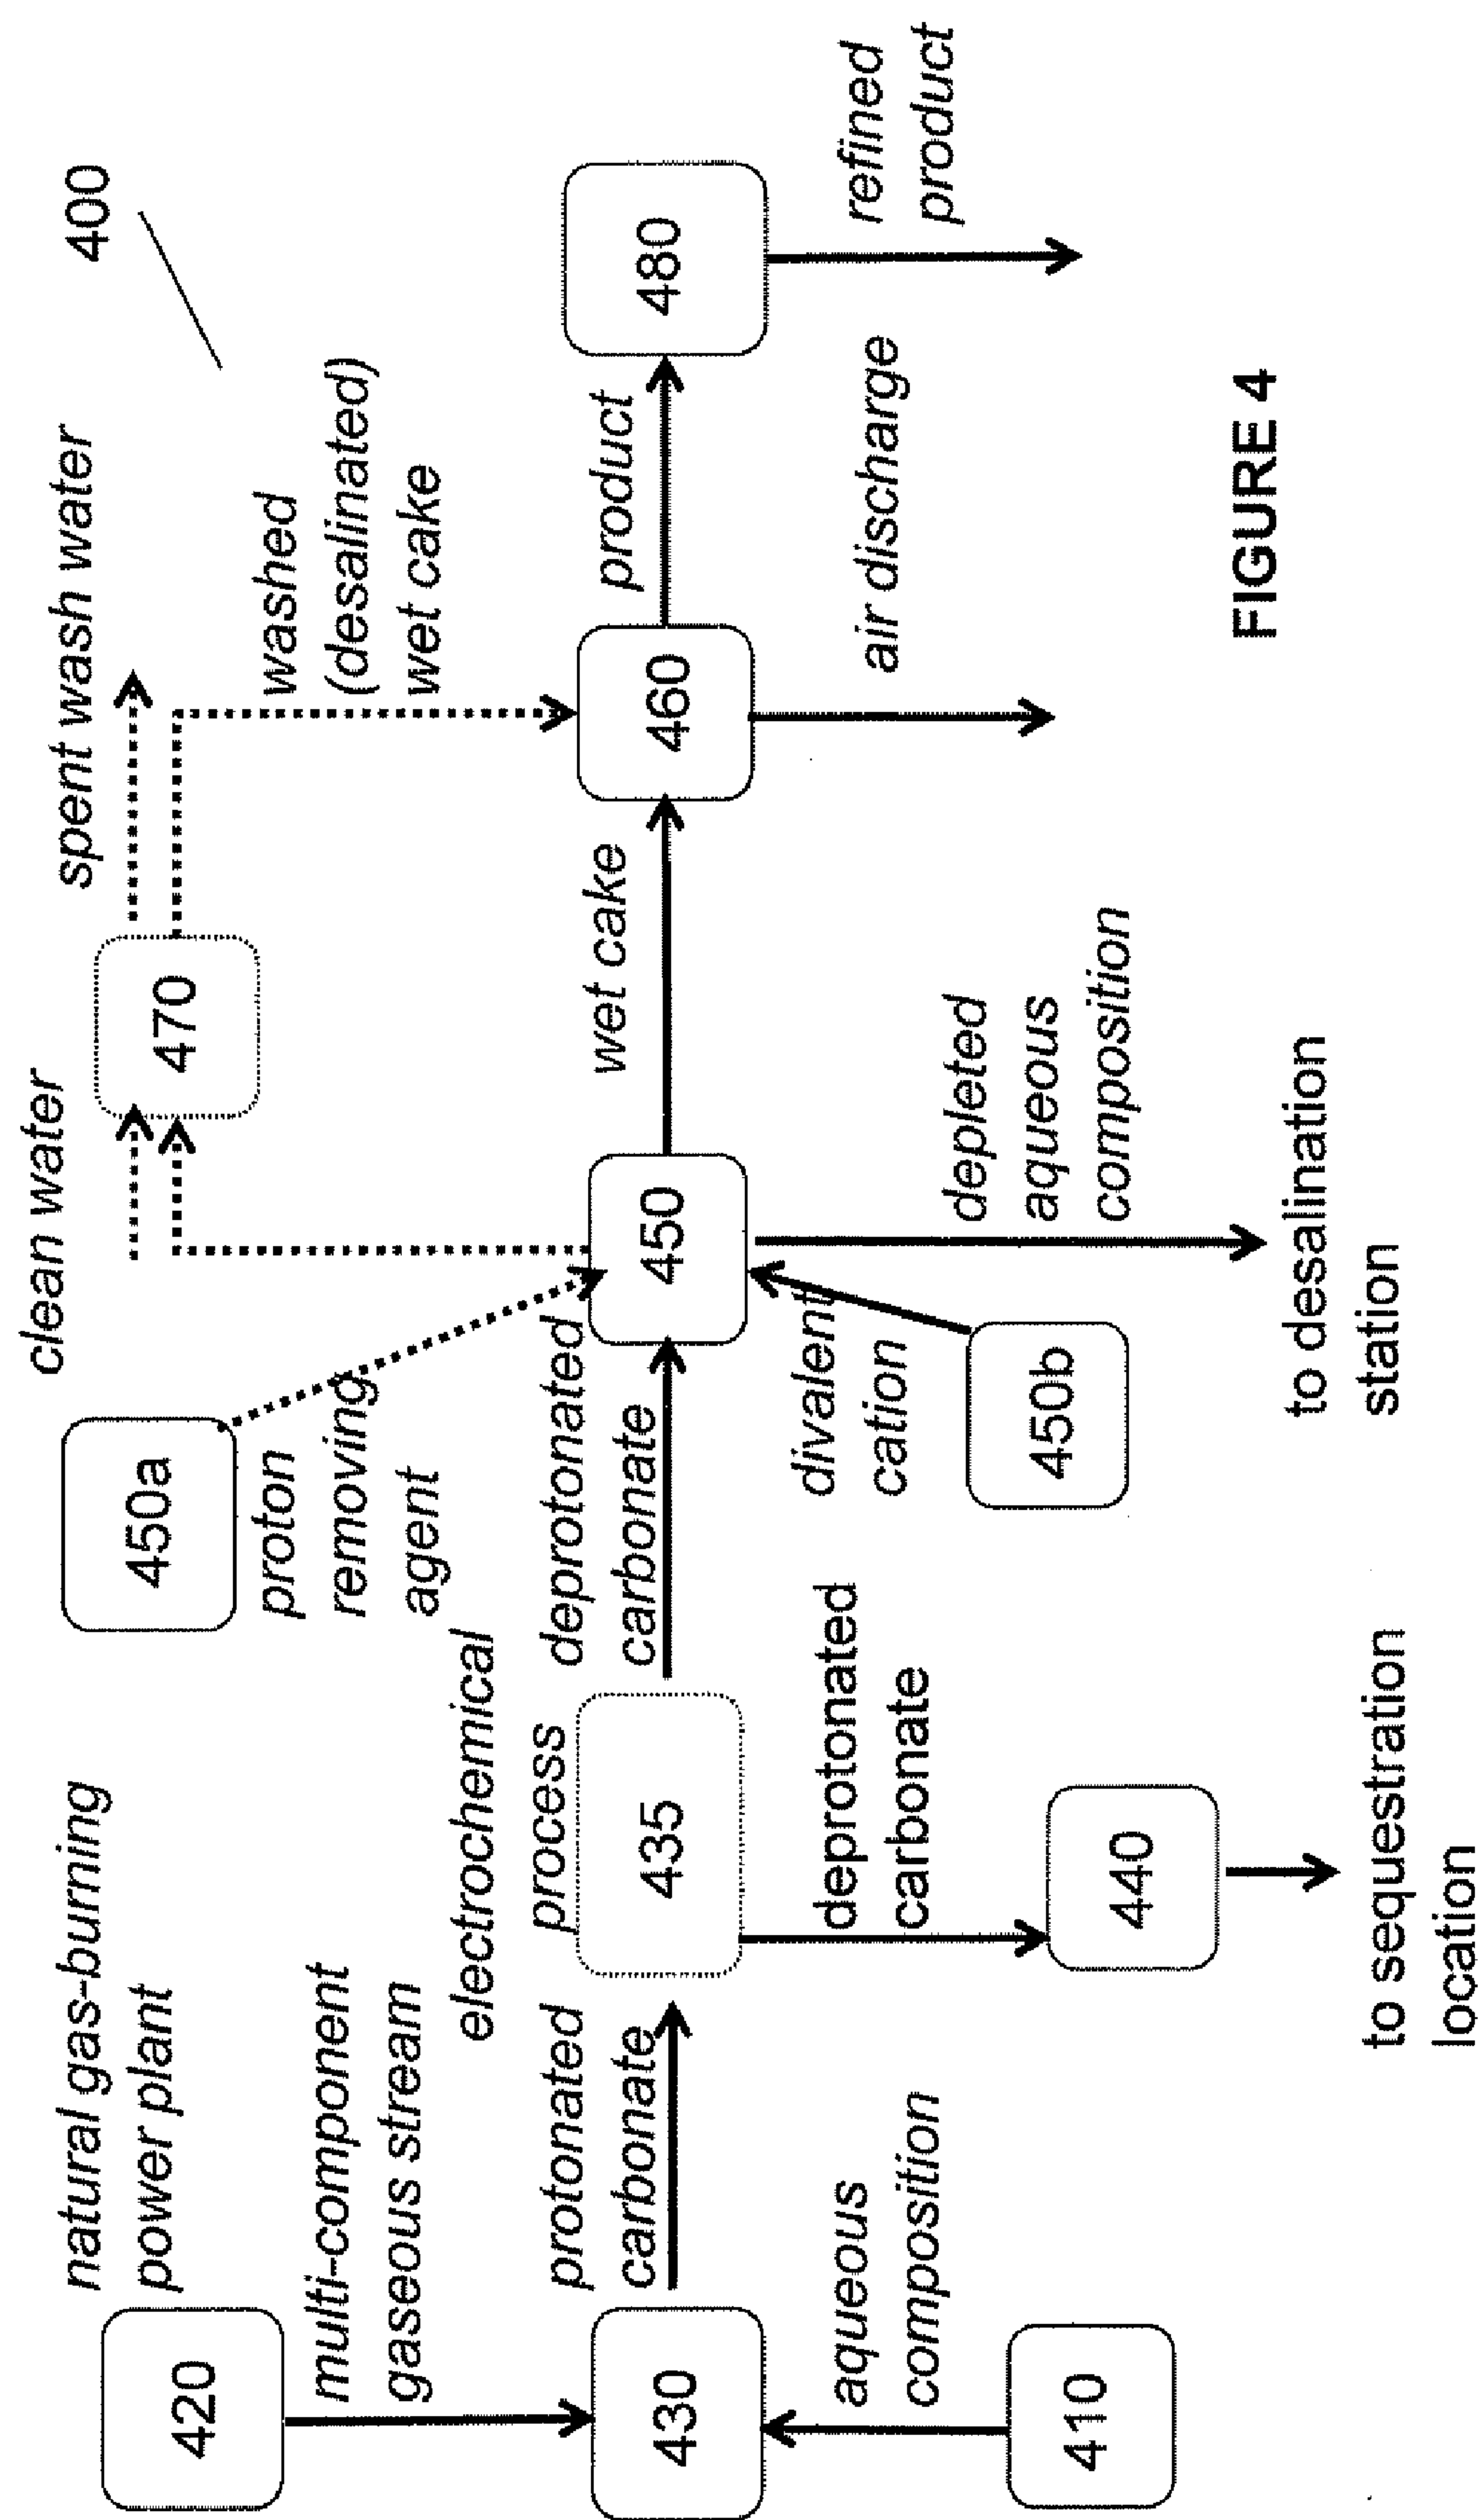 400
natural gas-burning
power plant
420
multi-component
gaseous stream
430
aqueous
composition
410
protonated
carbonate
electrochemical
process
435
deprotonated
carbonate
440
to sequestration
location
deprotonated
carbonate
450a
proton
removing
agent
450
divalent
cation
450b
depleted
aqueous
composition
to desalination
station
clean water
470
spent wash water
washed
(desalinated)
wet cake
wet cake
460
air discharge
product
480
refined
product
FIGURE 4